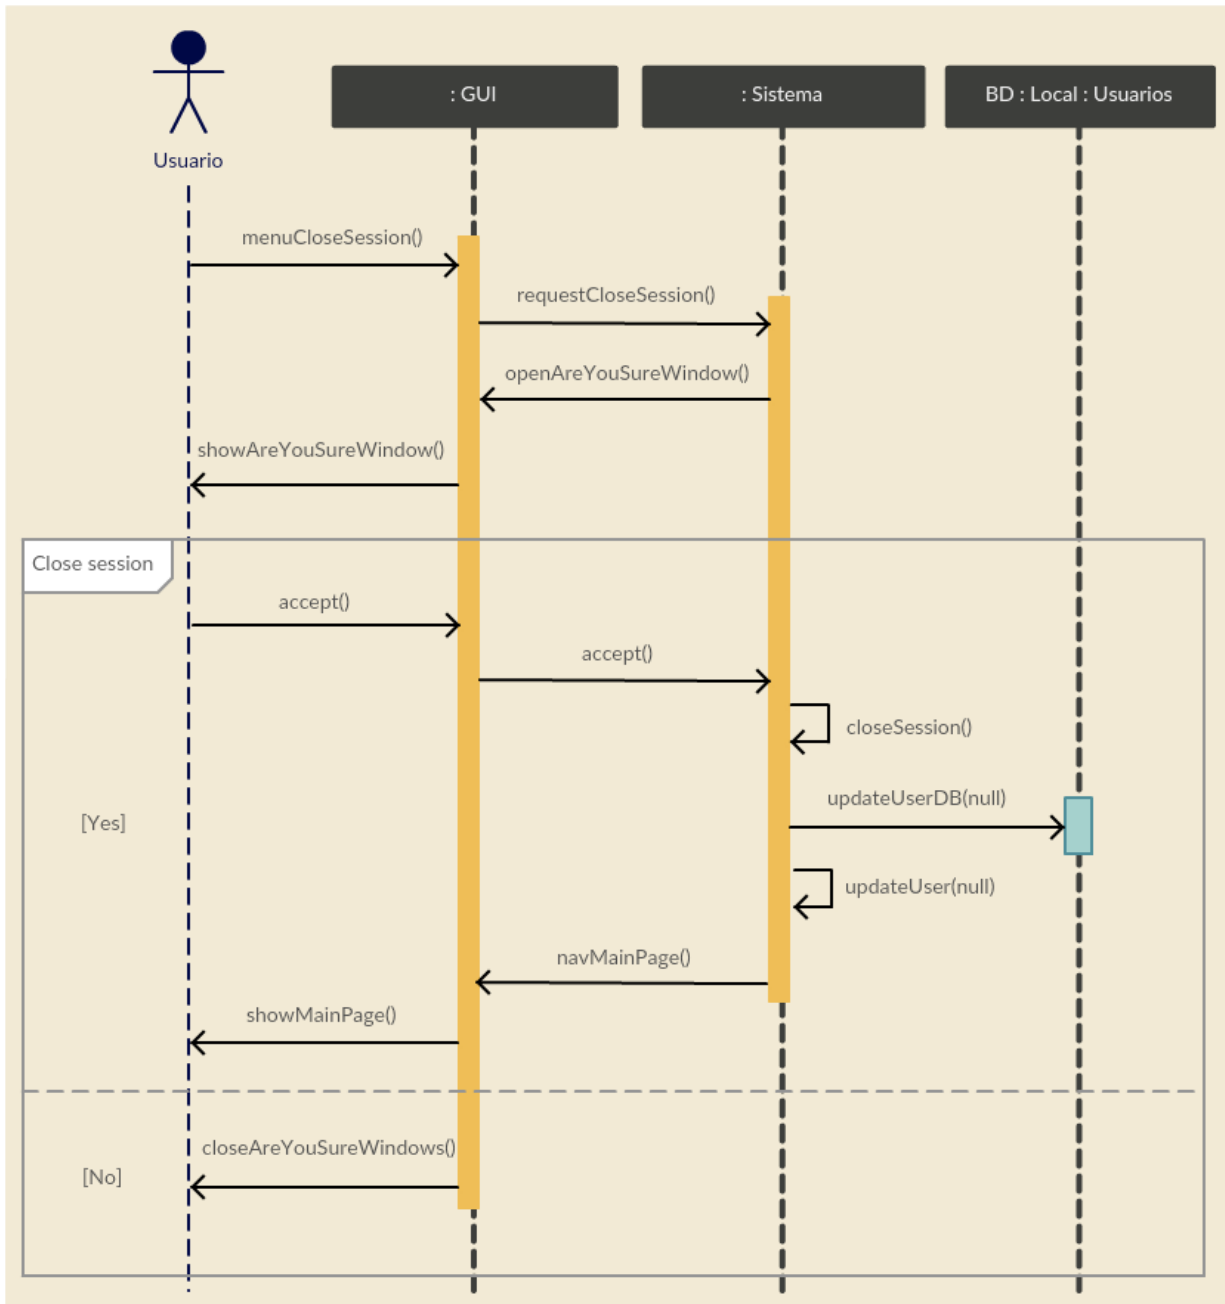 : GUI
: Sistema
BD : Local : Usuarios
Usuario
menuCloseSession()
requestCloseSession()
openAreYouSureWindow()
showAreYouSureWindow()
Close session
accept()
accept()
closeSession()
updateUserDB(null)
[Yes]
updateUser(null)
navMainPage()
showMainPage()
closeAreYouSureWindows()
[No]